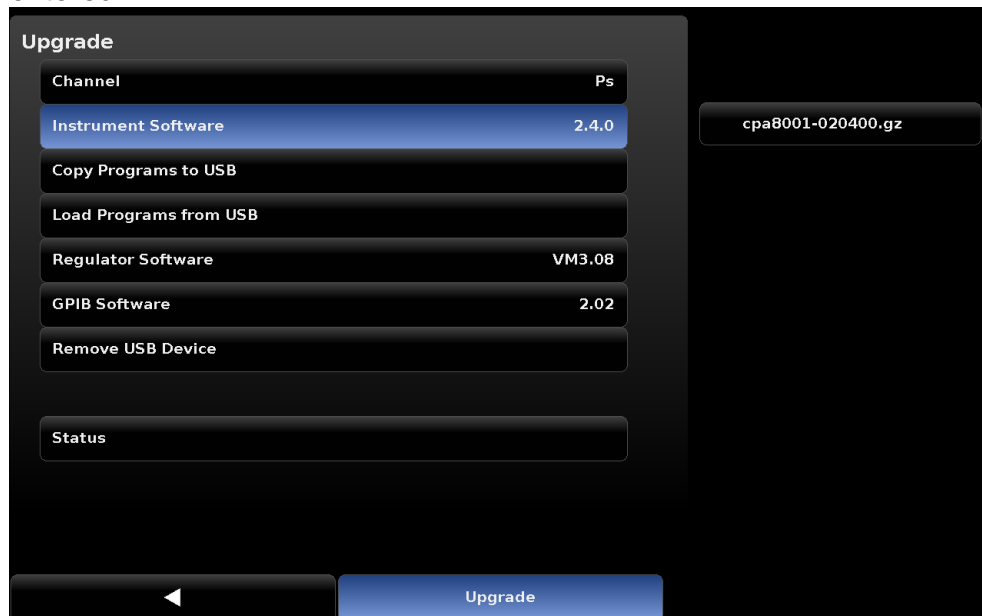 Upgrade
Channel Ps
Instrument Software 2.4.0
cpa8001-020400.gz
Copy Programs to USB
Load Programs from USB
Regulator Software VM3.08
GPIB Software 2.02
Remove USB Device
Status
Upgrade